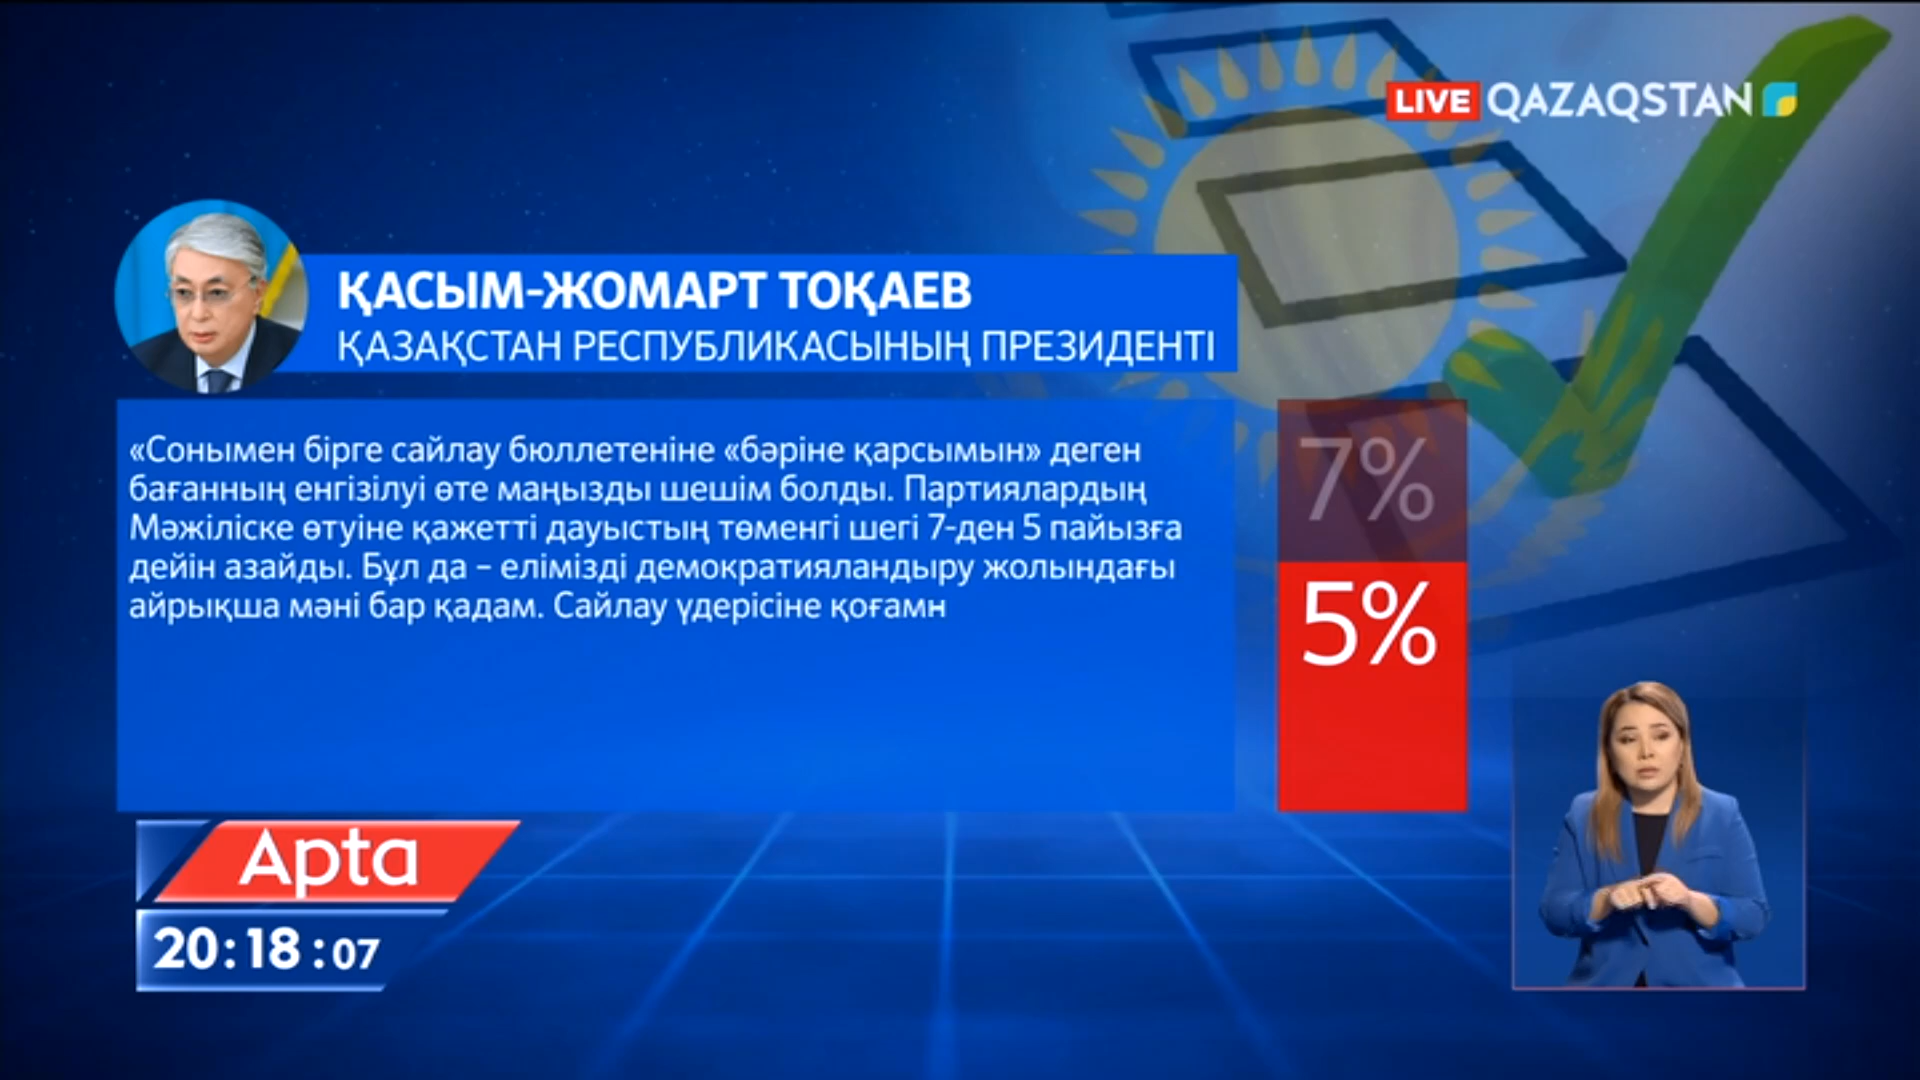 LIVE QAZAQSTAN
ҚАСЫМ-ЖОМАРТ ТОҚАЕВ
ҚАЗАҚСТАН РЕСПУБЛИКАСЫНЫҢ ПРЕЗИДЕНТІ
«Сонымен бірге сайлау бюллетеніне «бәріне қарсымын» деген
бағанның енгізілуі өте маңызды шешім болды. Партиялардың
Мәжіліске өтуіне қажетті дауыстың төменгі шегі 7-ден 5 пайызға
дейін азайды. Бұл да – елімізді демократияландыру жолындағы
айрықша мәні бар қадам. Сайлау үдерісіне қоғамн
7%
5%
Apta
20:18:07